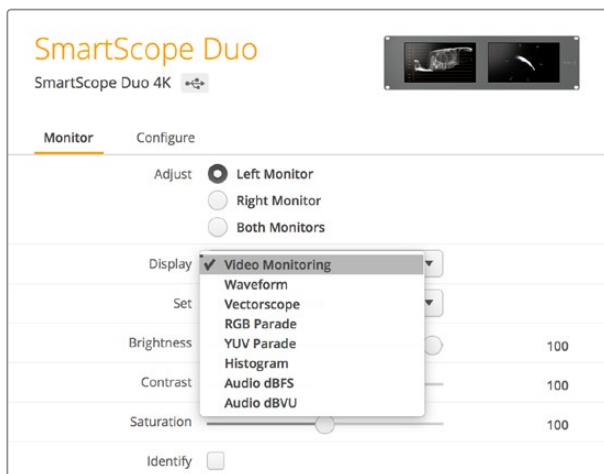 SmartScope Duo
SmartScope Duo 4K
Monitor Configure
Adjust Left Monitor
Right Monitor
Both Monitors
Display Video Monitoring
Waveform
Set Vectorscope
RGB Parade
Brightness YUV Parade 100
Histogram
Contrast Audio dBFS 100
Audio dBVU
Saturation 100
Identify